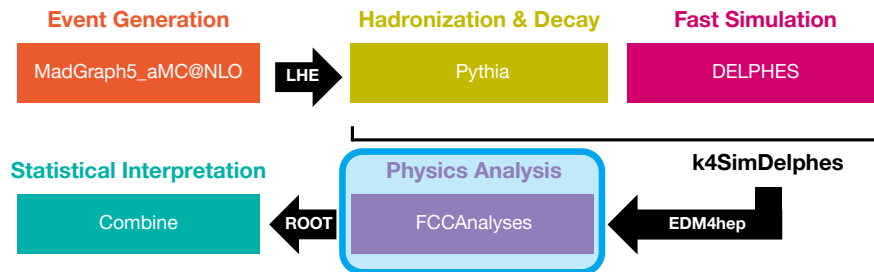 Event Generation
Hadronization & Decay
Fast Simulation
MadGraph5_aMC@NLO
LHE
Pythia
DELPHES
k4SimDelphes
Statistical Interpretation
Physics Analysis
Combine
ROOT
FCCAnalyses
EDM4hep